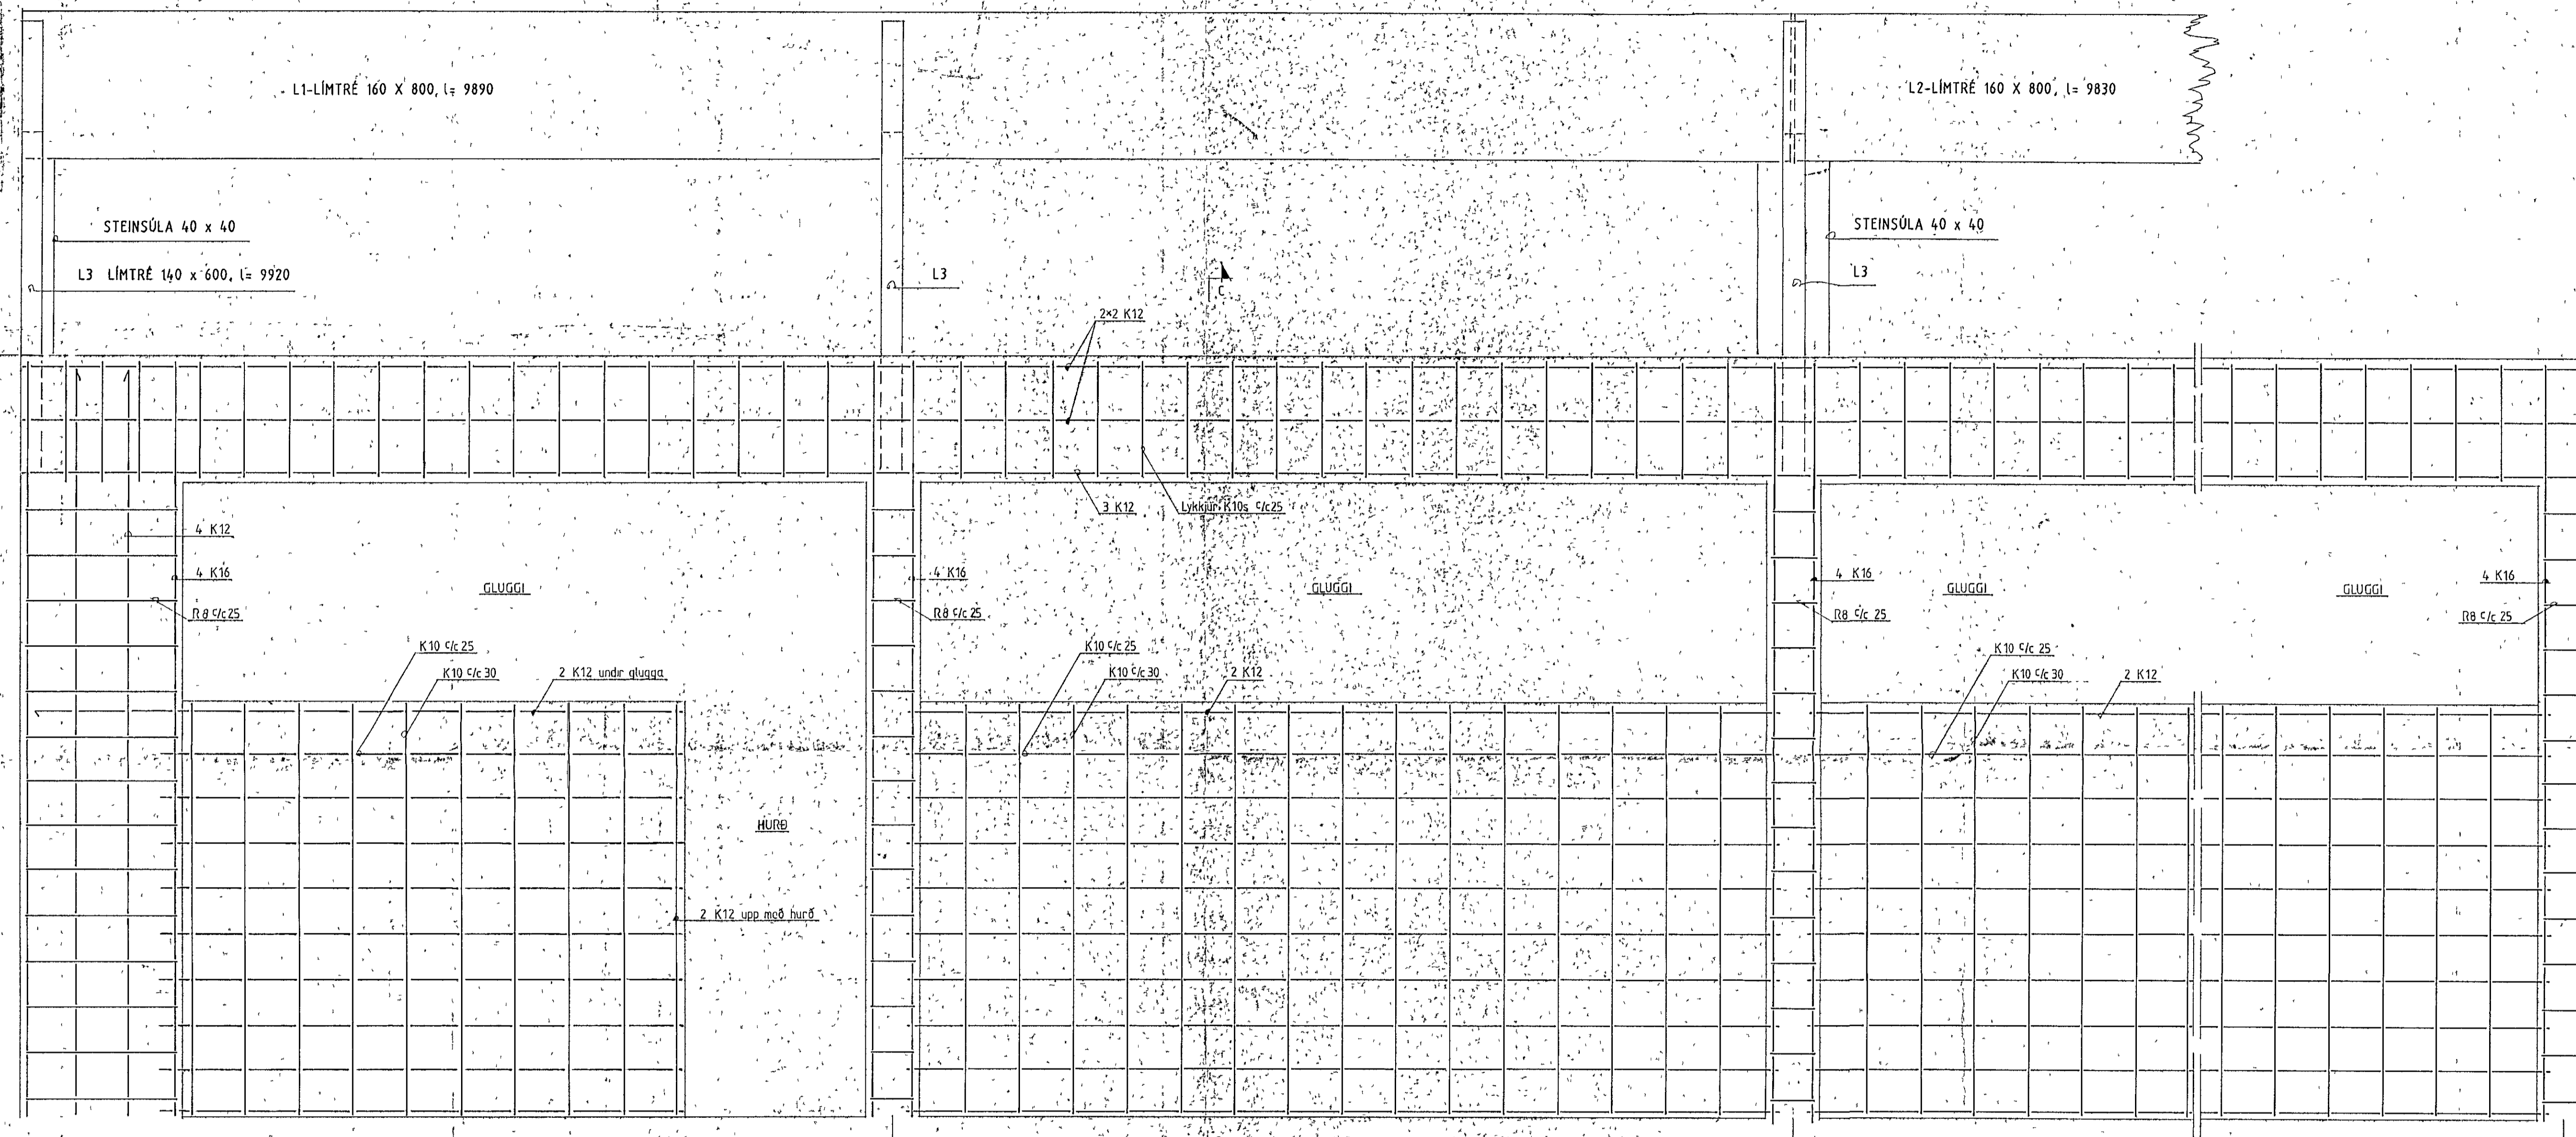 L1-LÍMTRÉ 160 X 800, l= 9890
L2-LÍMTRÉ 160 X 800, l= 9830
STEINSÚLA 40 x 40
STEINSÚLA 40 x 40
L3 LÍMTRÉ 140 x 600, l= 9920
L3
C
L3
2×2 K12
3 K12
Lykkjur K10s c/c25
4 K12
4 K16
R8 c/c 25
GLUGGI
4 K16
R8 c/c 25
GLUGGI
4 K16
R8 c/c 25
GLUGGI
GLUGGI
4 K16
R8 c/c 25
K10 c/c 25
K10 c/c 30
2 K12 undir glugga
K10 c/c 25
K10 c/c 30
2 K12
K10 c/c 25
K10 c/c 30
2 K12
HURÐ
2 K12 upp með hurð